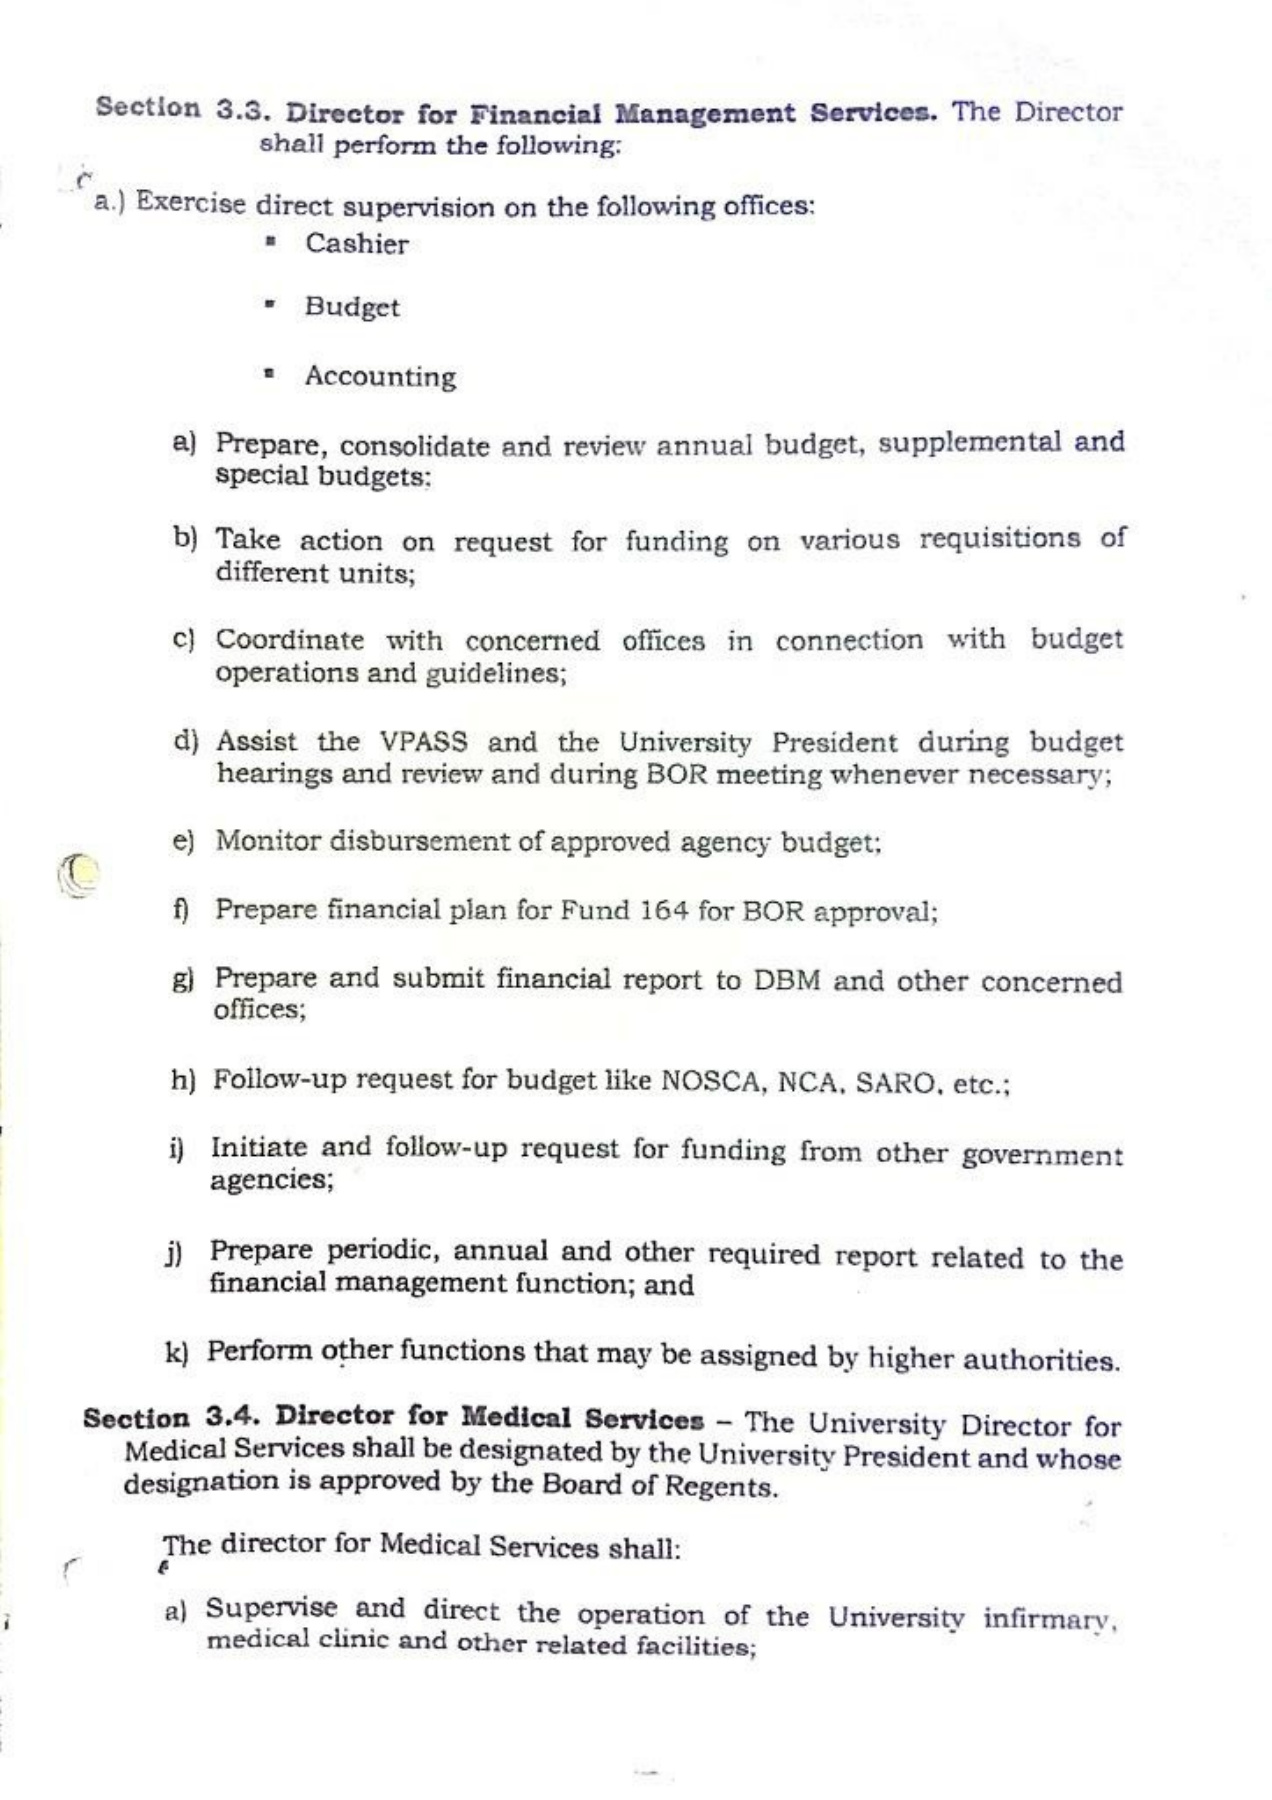 Section 3.3. Director for Financial Management Services. The Director
shall perform the following:
a.) Exercise direct supervision on the following offices:
▪ Cashier
▪ Budget
▪ Accounting
a) Prepare, consolidate and review annual budget, supplemental and
special budgets;
b) Take action on request for funding on various requisitions of
different units;
c) Coordinate with concerned offices in connection with budget
operations and guidelines;
d) Assist the VPASS and the University President during budget
hearings and review and during BOR meeting whenever necessary;
e) Monitor disbursement of approved agency budget;
f) Prepare financial plan for Fund 164 for BOR approval;
g) Prepare and submit financial report to DBM and other concerned
offices;
h) Follow-up request for budget like NOSCA, NCA, SARO, etc.;
i) Initiate and follow-up request for funding from other government
agencies;
j) Prepare periodic, annual and other required report related to the
financial management function; and
k) Perform other functions that may be assigned by higher authorities.
Section 3.4. Director for Medical Services – The University Director for
Medical Services shall be designated by the University President and whose
designation is approved by the Board of Regents.
The director for Medical Services shall:
a) Supervise and direct the operation of the University infirmary,
medical clinic and other related facilities;